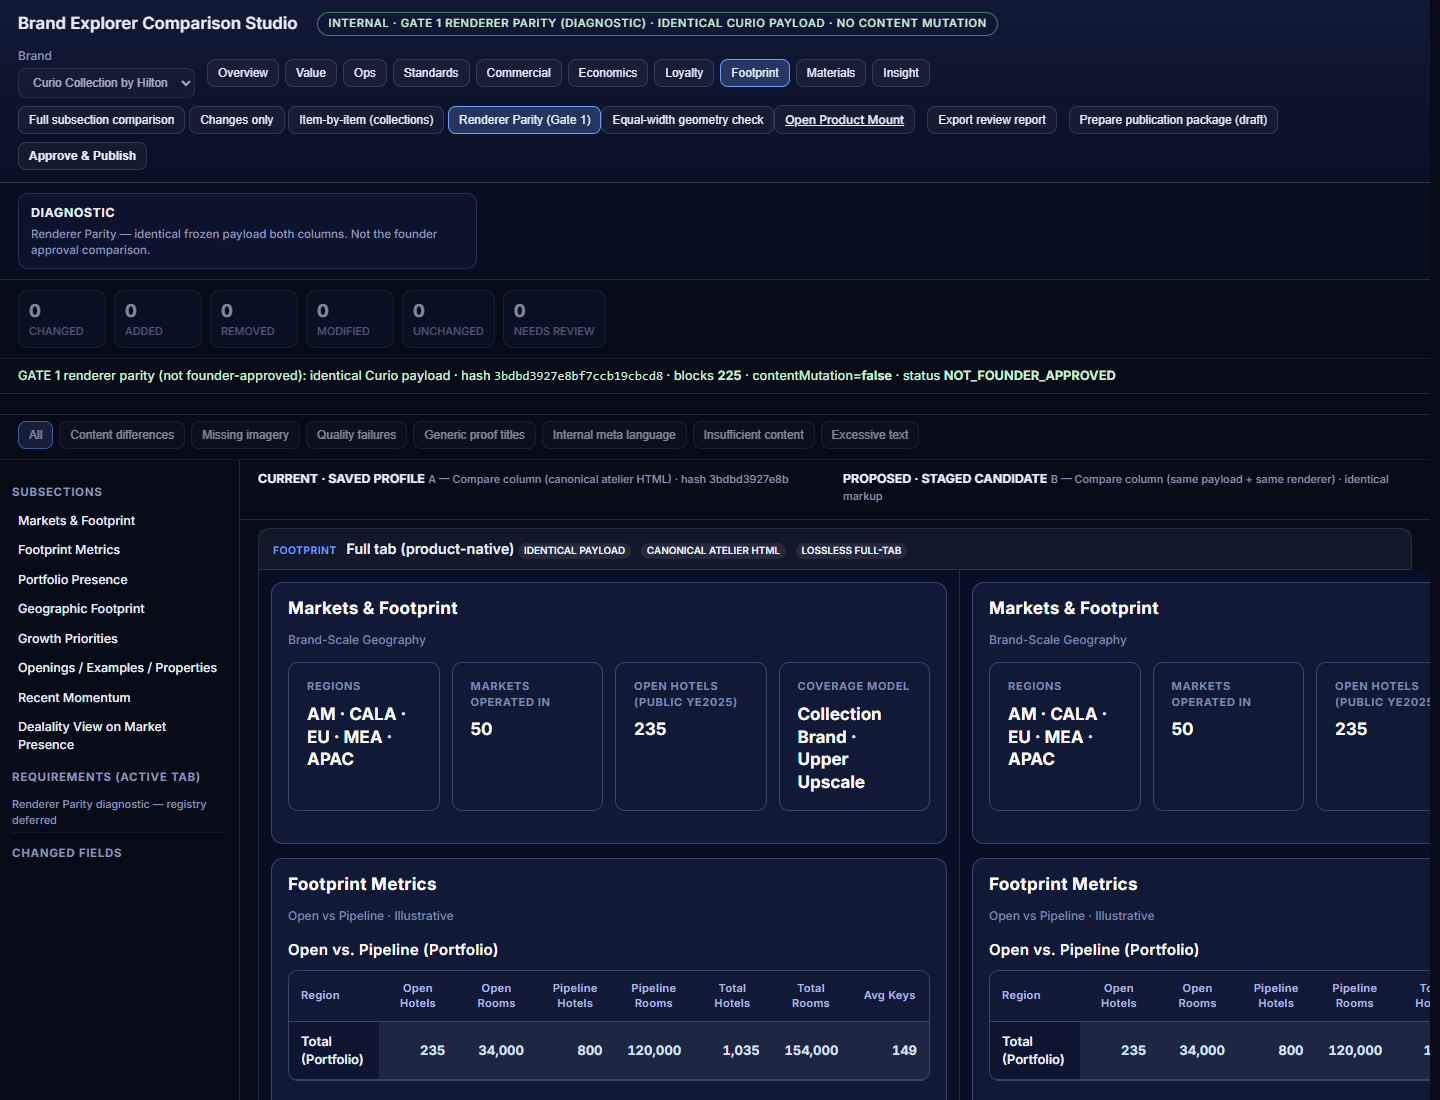 Brand Explorer Comparison Studio
INTERNAL · GATE 1 RENDERER PARITY (DIAGNOSTIC) · IDENTICAL CURIO PAYLOAD · NO CONTENT MUTATION
Brand
Curio Collection by Hilton
Overview
Value
Ops
Standards
Commercial
Economics
Loyalty
Footprint
Materials
Insight
Full subsection comparison
Changes only
Item-by-item (collections)
Renderer Parity (Gate 1)
Equal-width geometry check
Open Product Mount
Export review report
Prepare publication package (draft)
Approve & Publish
DIAGNOSTIC
Renderer Parity — identical frozen payload both columns. Not the founder
approval comparison.
0
CHANGED
0
ADDED
0
REMOVED
0
MODIFIED
0
UNCHANGED
0
NEEDS REVIEW
GATE 1 renderer parity (not founder-approved): identical Curio payload · hash 3bdbd3927e8bf7ccb19cbcd8 · blocks 225 · contentMutation=false · status NOT_FOUNDER_APPROVED
All
Content differences
Missing imagery
Quality failures
Generic proof titles
Internal meta language
Insufficient content
Excessive text
SUBSECTIONS
Markets & Footprint
Footprint Metrics
Portfolio Presence
Geographic Footprint
Growth Priorities
Openings / Examples / Properties
Recent Momentum
Deality View on Market
Presence
REQUIREMENTS (ACTIVE TAB)
Renderer Parity diagnostic — registry
deferred
CHANGED FIELDS
CURRENT · SAVED PROFILE A — Compare column (canonical atelier HTML) · hash 3bdbd3927e8b
PROPOSED · STAGED CANDIDATE B — Compare column (same payload + same renderer) · identical
markup
FOOTPRINT Full tab (product-native) IDENTICAL PAYLOAD CANONICAL ATELIER HTML LOSSLESS FULL-TAB
Markets & Footprint
Brand-Scale Geography
REGIONS
AM · CALA ·
EU · MEA ·
APAC
MARKETS
OPERATED IN
50
OPEN HOTELS
(PUBLIC YE2025)
235
COVERAGE MODEL
Collection
Brand ·
Upper
Upscale
Footprint Metrics
Open vs Pipeline · Illustrative
Open vs. Pipeline (Portfolio)
Region Open Hotels Open Rooms Pipeline Hotels Pipeline Rooms Total Hotels Total Rooms Avg Keys
Total (Portfolio) 235 34,000 800 120,000 1,035 154,000 149
Markets & Footprint
Brand-Scale Geography
REGIONS
AM · CALA ·
EU · MEA ·
APAC
MARKETS
OPERATED IN
50
OPEN HOTELS
(PUBLIC YE2025
235
Footprint Metrics
Open vs Pipeline · Illustrative
Open vs. Pipeline (Portfolio)
Region Open Hotels Open Rooms Pipeline Hotels Pipeline Rooms
Total (Portfolio) 235 34,000 800 120,000